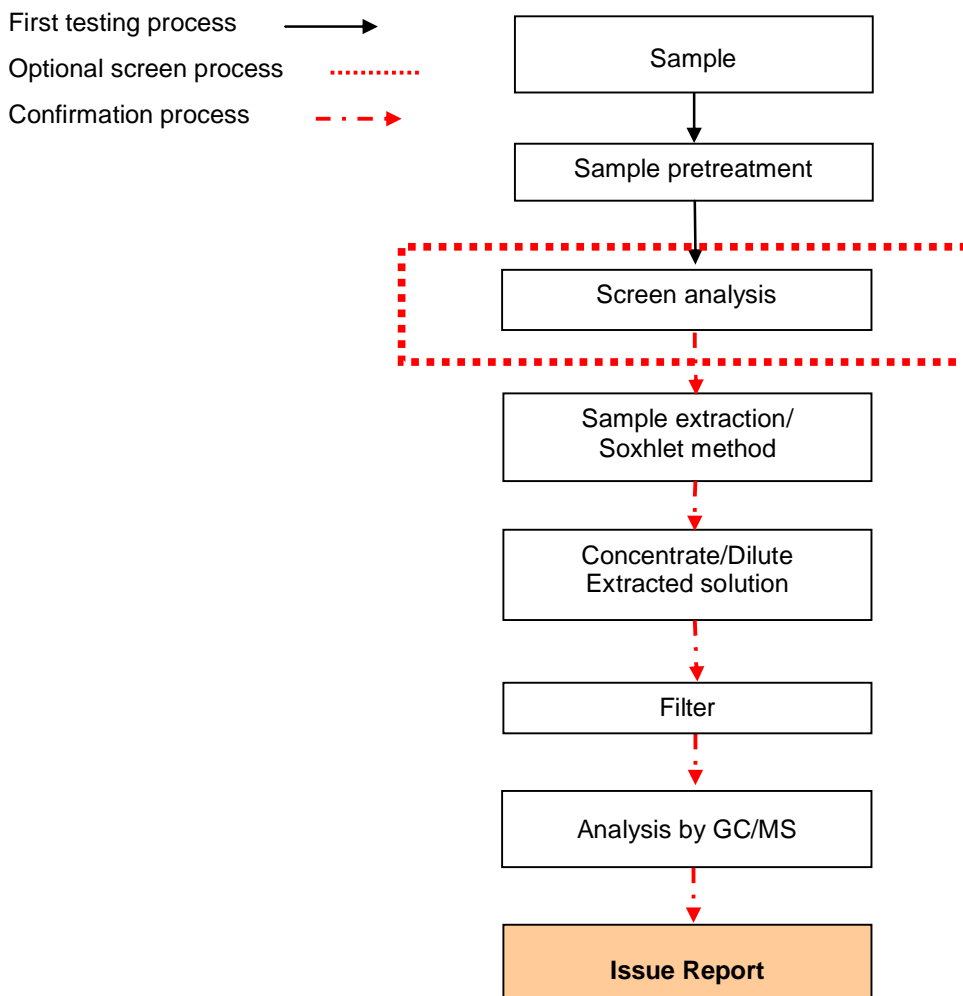 First testing process
Optional screen process
Confirmation process
Sample
Sample pretreatment
Screen analysis
Sample extraction/
Soxhlet method
Concentrate/Dilute
Extracted solution
Filter
Analysis by GC/MS
Issue Report